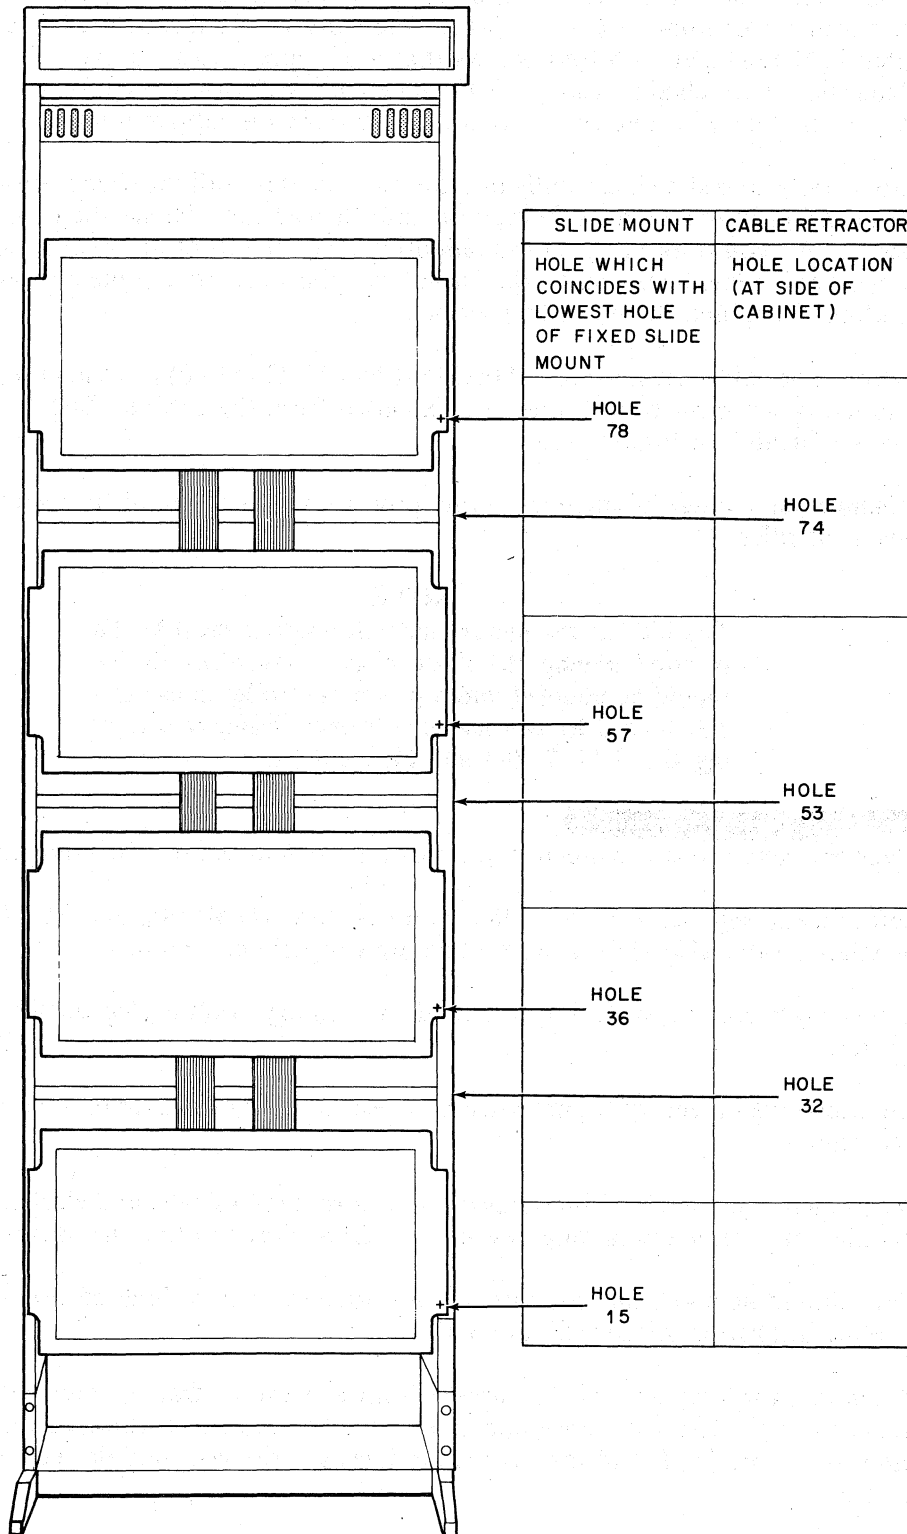 SLIDE MOUNT
CABLE RETRACTOR
HOLE WHICH
COINCIDES WITH
LOWEST HOLE
OF FIXED SLIDE
MOUNT
HOLE LOCATION
(AT SIDE OF
CABINET)
HOLE
78
HOLE
74
HOLE
57
HOLE
53
HOLE
36
HOLE
32
HOLE
15